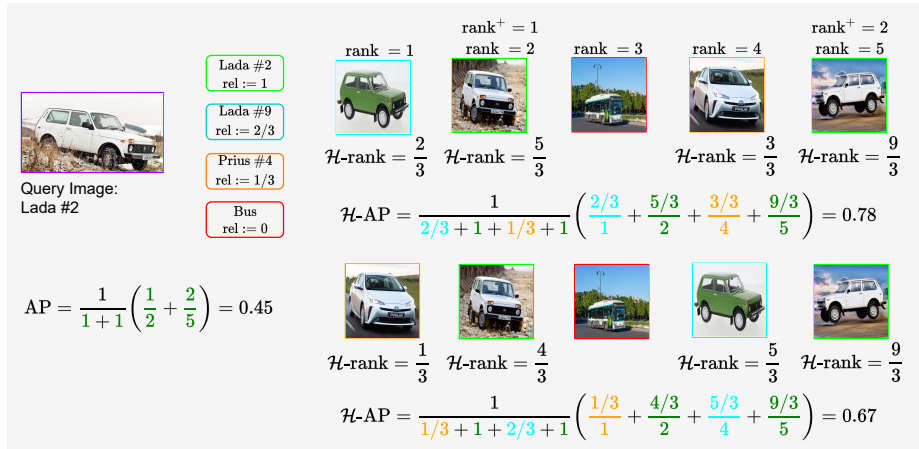 rank⁺ = 1
rank⁺ = 2
rank = 1
rank = 2
rank = 3
rank = 4
rank = 5
Lada #2
rel := 1
Lada #9
rel := 2/3
Prius #4
rel := 1/3
Bus
rel := 0
Query Image:
Lada #2
ℋ-rank = 2/3
ℋ-rank = 5/3
ℋ-rank = 3/3
ℋ-rank = 9/3
ℋ-AP = 1/(2/3 + 1 + 1/3 + 1) ((2/3)/1 + (5/3)/2 + (3/3)/4 + (9/3)/5) = 0.78
AP = 1/(1 + 1) (1/2 + 2/5) = 0.45
ℋ-rank = 1/3
ℋ-rank = 4/3
ℋ-rank = 5/3
ℋ-rank = 9/3
ℋ-AP = 1/(1/3 + 1 + 2/3 + 1) ((1/3)/1 + (4/3)/2 + (5/3)/4 + (9/3)/5) = 0.67